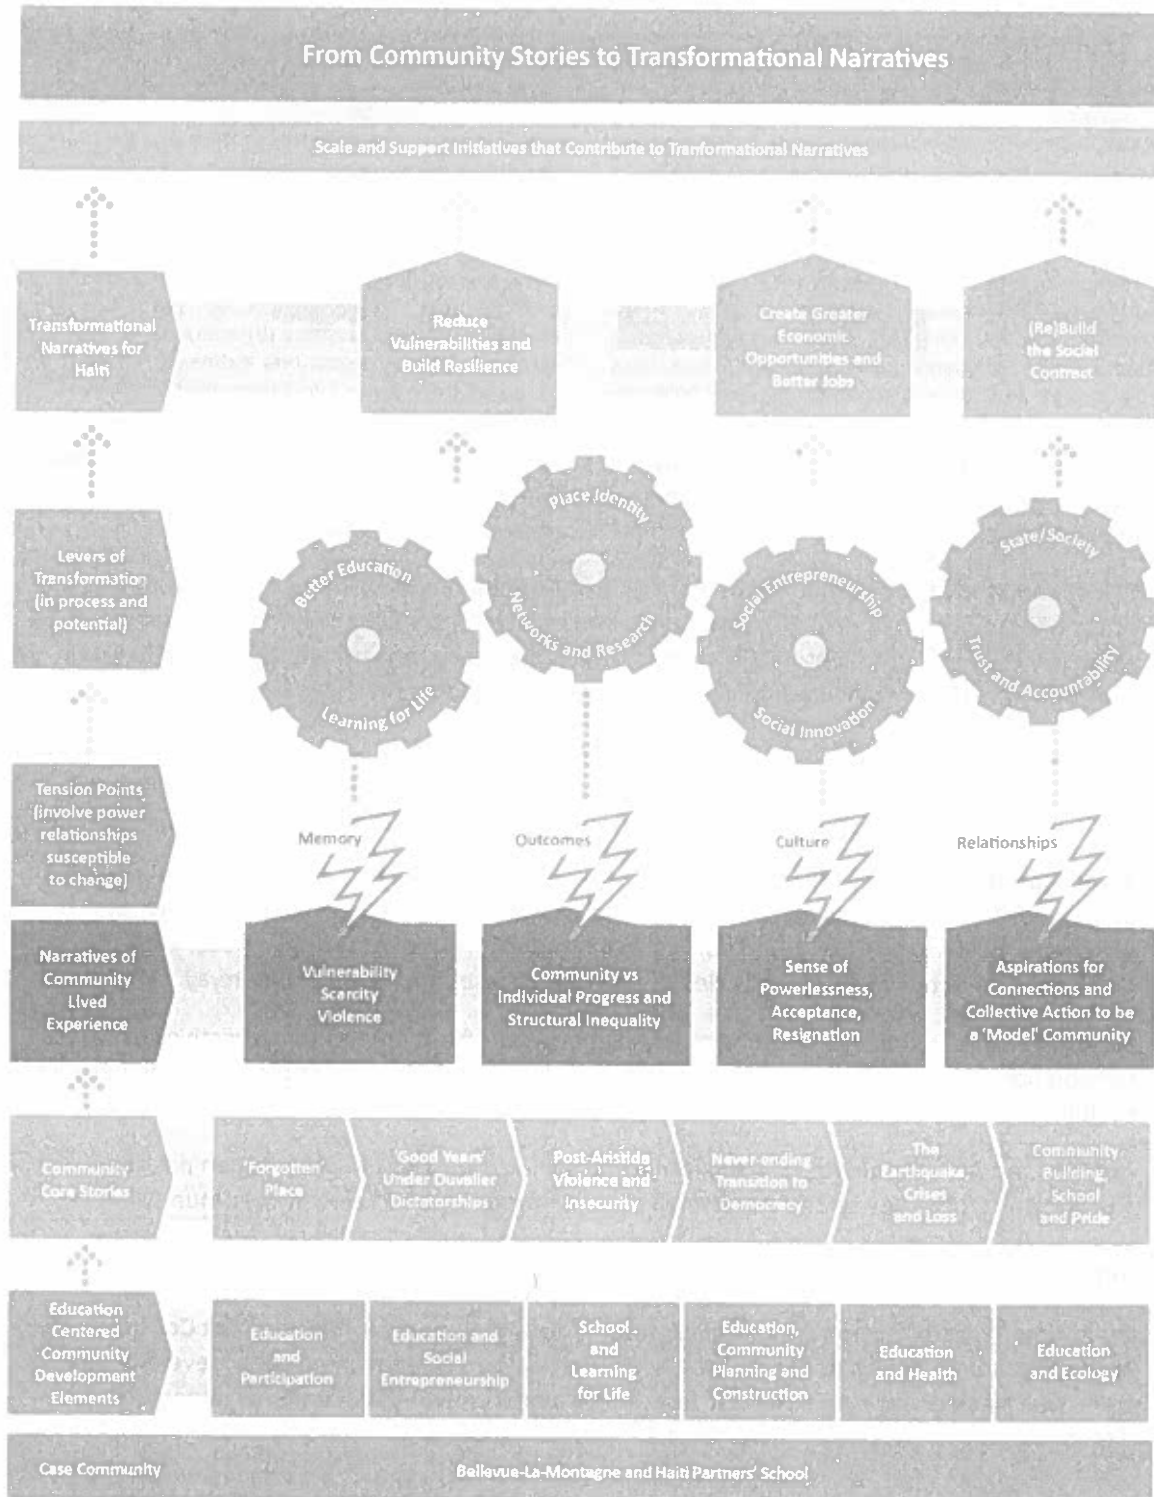 From Community Stories to Transformational Narratives
Scale and Support Initiatives that Contribute to Tranformational Narratives
Transformational
Narratives for
Haiti
Reduce
Vulnerabilities and
Build Resilience
Create Greater
Economic
Opportunities and
Better Jobs
(Re)Build
the Social
Contract
Levers of
Transformation
(in process and
potential)
Better Education
Learning for Life
Place Identity
Networks and Research
Social Entrepreneurship
Social Innovation
State/Society
Trust and Accountability
Tension Points
(involve power
relationships
susceptible
to change)
Memory
Outcomes
Culture
Relationships
Narratives of
Community
Lived
Experience
Vulnerability
Scarcity
Violence
Community vs
Individual Progress and
Structural Inequality
Sense of
Powerlessness,
Acceptance,
Resignation
Aspirations for
Connections and
Collective Action to be
a 'Model' Community
Community
Core Stories
'Forgotten'
Place
'Good Years'
Under Duvalier
Dictatorships
Post-Aristide
Violence and
Insecurity
Never-ending
Transition to
Democracy
The
Earthquake,
Crises
and Loss
Community
Building,
School
and Pride
Education
Centered
Community
Development
Elements
Education
and
Participation
Education and
Social
Entrepreneurship
School
and
Learning
for Life
Education,
Community
Planning and
Construction
Education
and Health
Education
and Ecology
Case Community
Bellevue-La-Montagne and Haiti Partners' School